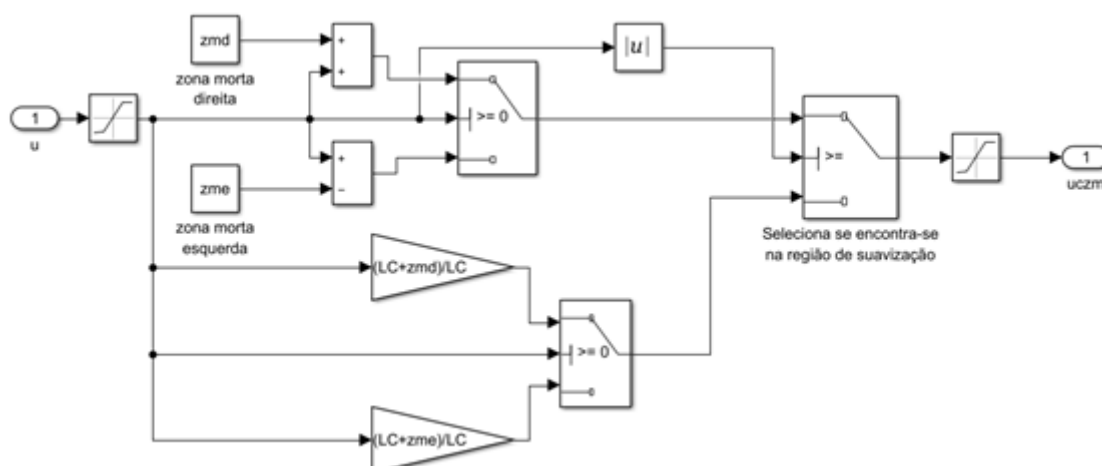 zmd
zona morta
direita
+
+
|u|
>= 0
1
u
>=
1
uczm
+
−
zme
zona morta
esquerda
Seleciona se encontra-se
na região de suavização
(LC+zmd)/LC
>= 0
(LC+zme)/LC